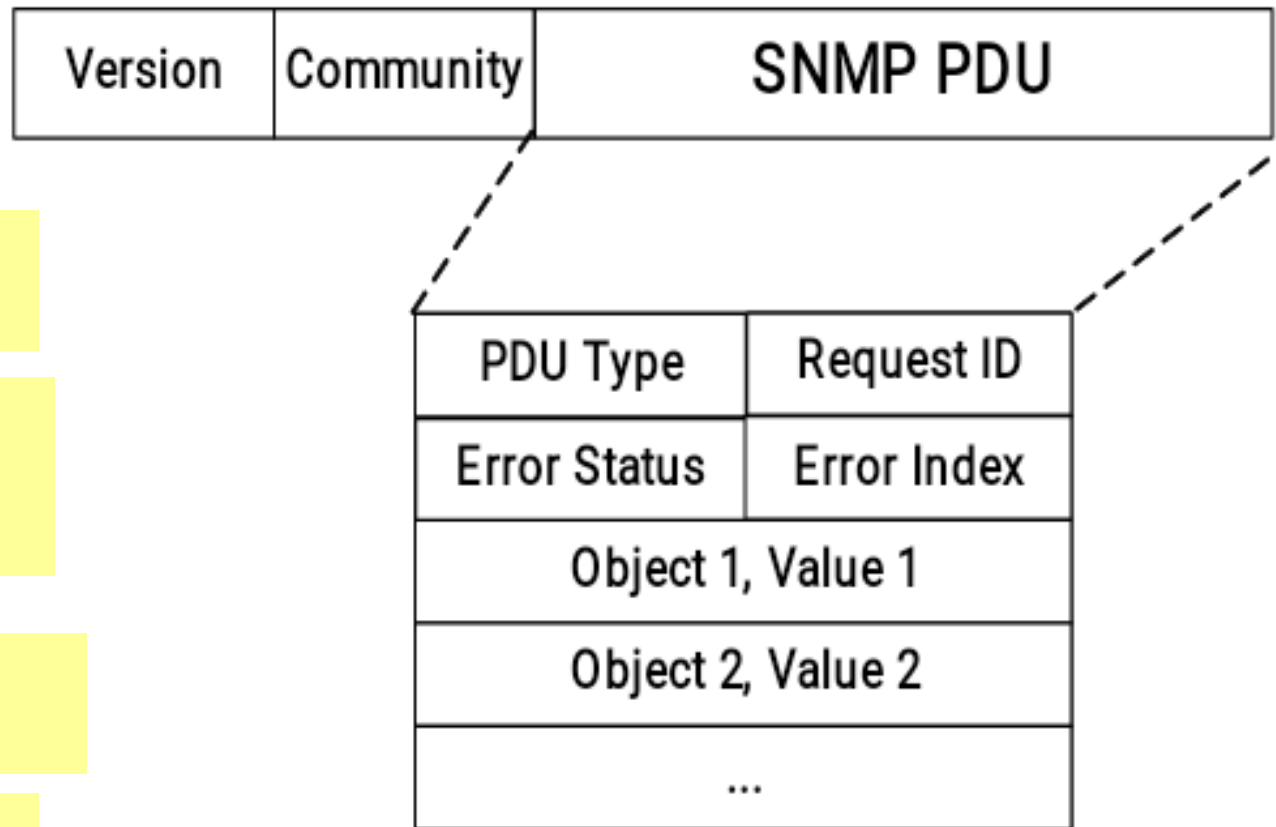 Version Community SNMP PDU
PDU Type Request ID
Error Status Error Index
Object 1, Value 1
Object 2, Value 2
...